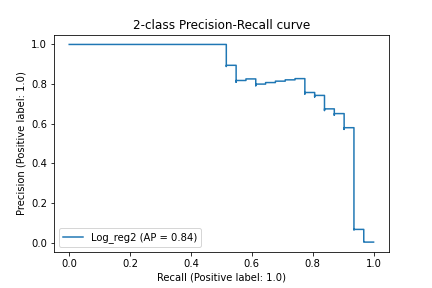 2-class Precision-Recall curve
Precision (Positive label: 1.0)
1.0
0.8
0.6
0.4
0.2
0.0
Log_reg2 (AP = 0.84)
0.0 0.2 0.4 0.6 0.8 1.0
Recall (Positive label: 1.0)